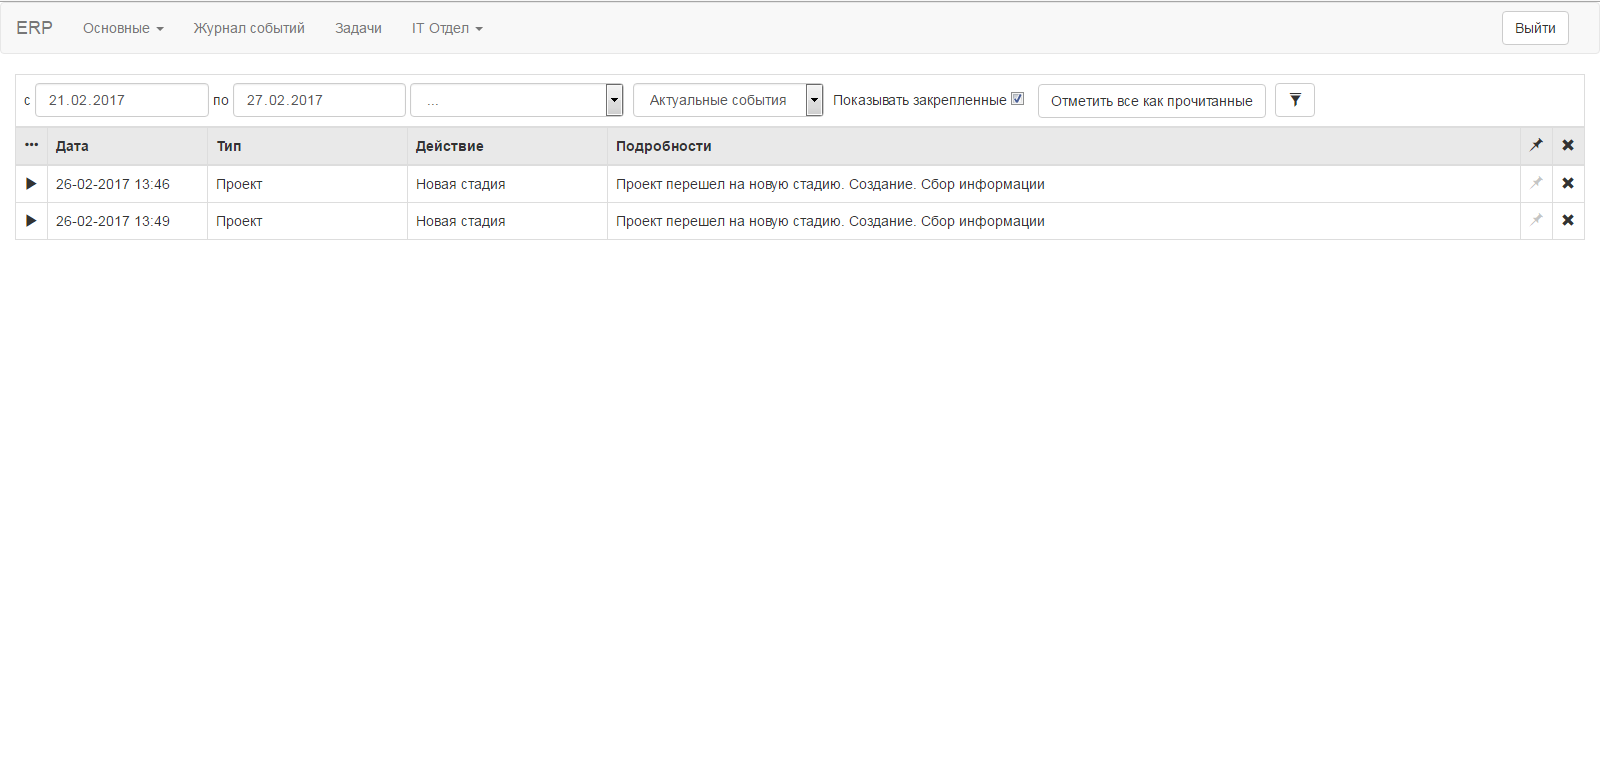 ERP Основные Журнал событий Задачи IT Отдел Выйти
с 21.02.2017 по 27.02.2017 ... Актуальные события Показывать закрепленные Отметить все как прочитанные
Дата Тип Действие Подробности
26-02-2017 13:46 Проект Новая стадия Проект перешел на новую стадию. Создание. Сбор информации
26-02-2017 13:49 Проект Новая стадия Проект перешел на новую стадию. Создание. Сбор информации